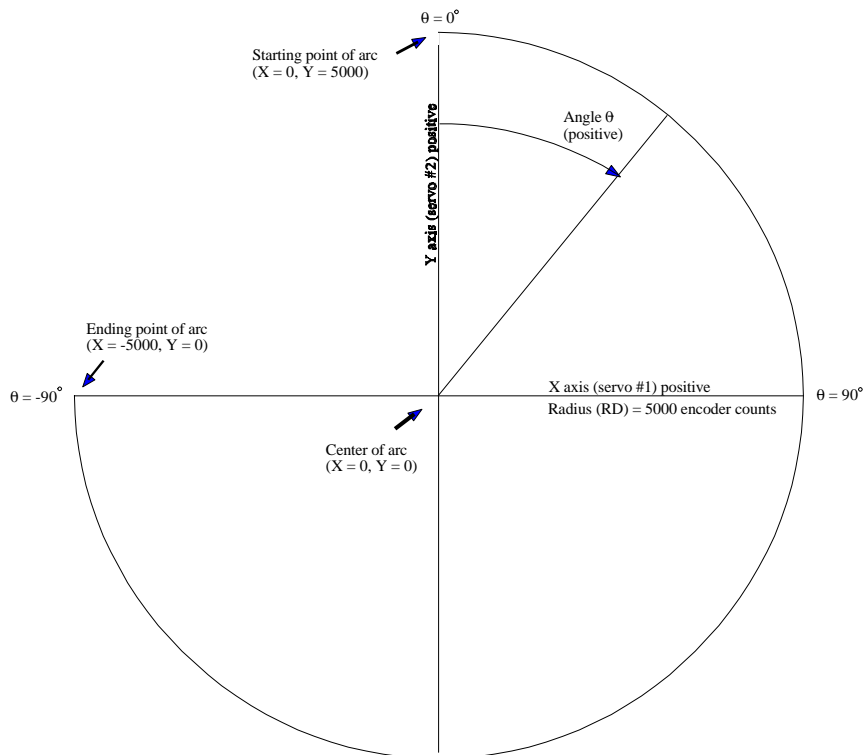 θ = 0°
Starting point of arc
(X = 0, Y = 5000)
Angle θ
(positive)
Y axis (servo #2) positive
Ending point of arc
(X = -5000, Y = 0)
θ = -90°
X axis (servo #1) positive
θ = 90°
Radius (RD) = 5000 encoder counts
Center of arc
(X = 0, Y = 0)